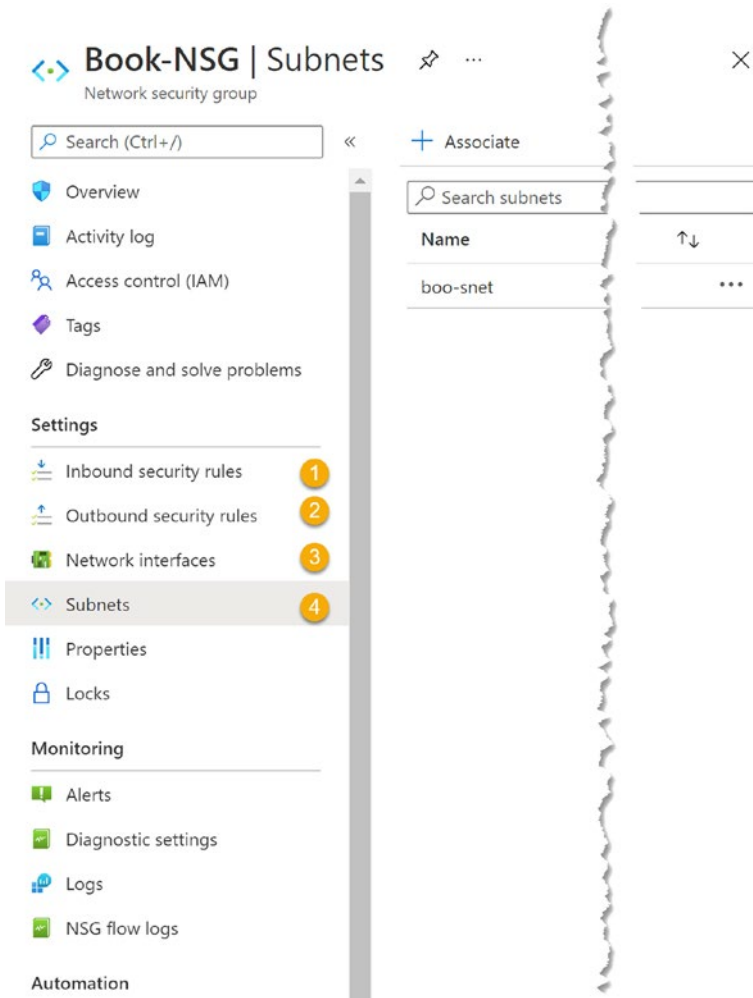 Book-NSG | Subnets ...
Network security group
Search (Ctrl+/) «
Overview
Activity log
Access control (IAM)
Tags
Diagnose and solve problems
Settings
Inbound security rules 1
Outbound security rules 2
Network interfaces 3
Subnets 4
Properties
Locks
Monitoring
Alerts
Diagnostic settings
Logs
NSG flow logs
Automation
+ Associate
Search subnets
Name ↑↓
boo-snet ...